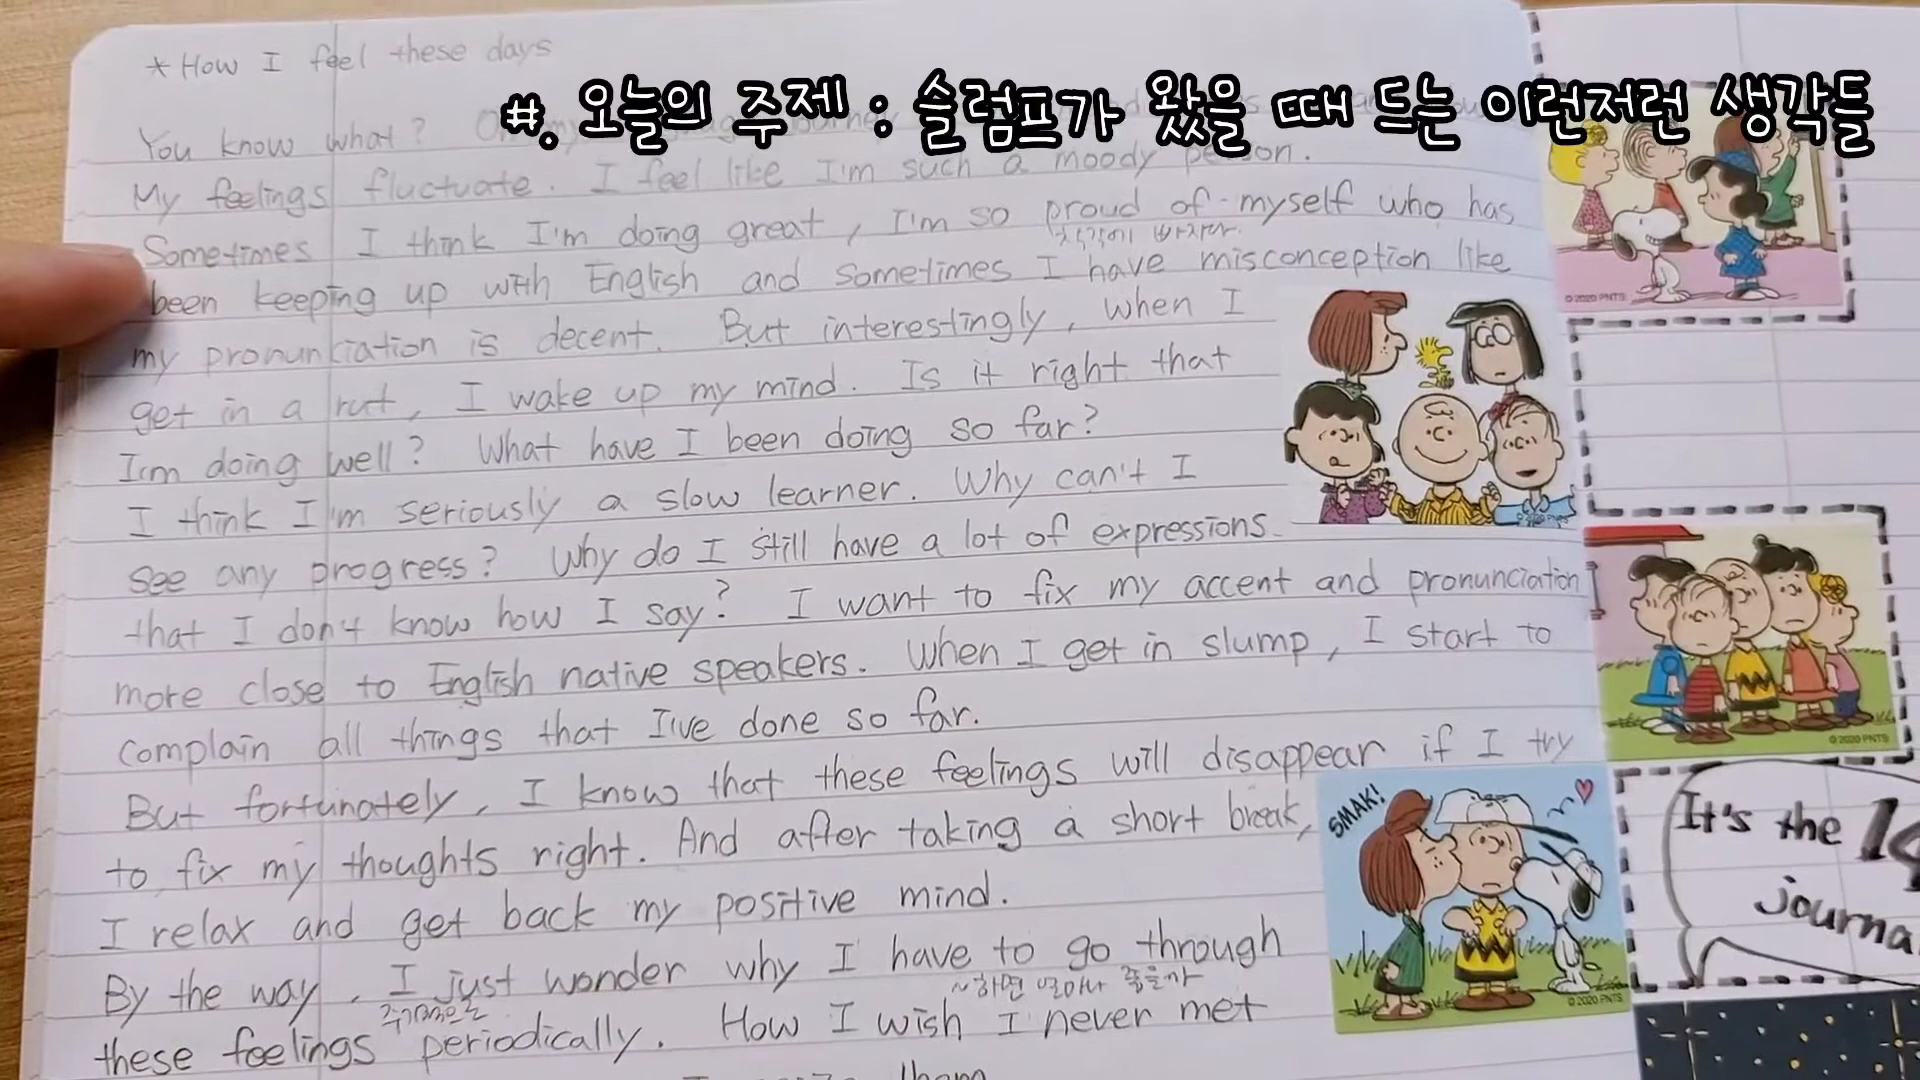 * How I feel these days
#. 오늘의 주제 : 슬럼프가 왔을 때 드는 이런저런 생각들
You know what?
My feelings fluctuate. I feel like I'm such a moody person.
Sometimes I think I'm doing great, I'm so proud of myself who has
착각에 빠지다.
been keeping up with English and sometimes I have misconception like
my pronunciation is decent. But interestingly, when I
get in a rut, I wake up my mind. Is it right that
I'm doing well? What have I been doing so far?
I think I'm seriously a slow learner. Why can't I
see any progress? Why do I still have a lot of expressions
that I don't know how I say? I want to fix my accent and pronunciation
more close to English native speakers. When I get in slump, I start to
complain all things that I've done so far.
But fortunately, I know that these feelings will disappear if I try
to fix my thoughts right. And after taking a short break,
I relax and get back my positive mind.
By the way, I just wonder why I have to go through
주기적으로
~하면 얼마나 좋을까
these feelings periodically. How I wish I never met
them
© 2020 PNTS
© 2020 PNTS
© 2020 PNTS
SMAK!
© 2020 PNTS
It's the
journa